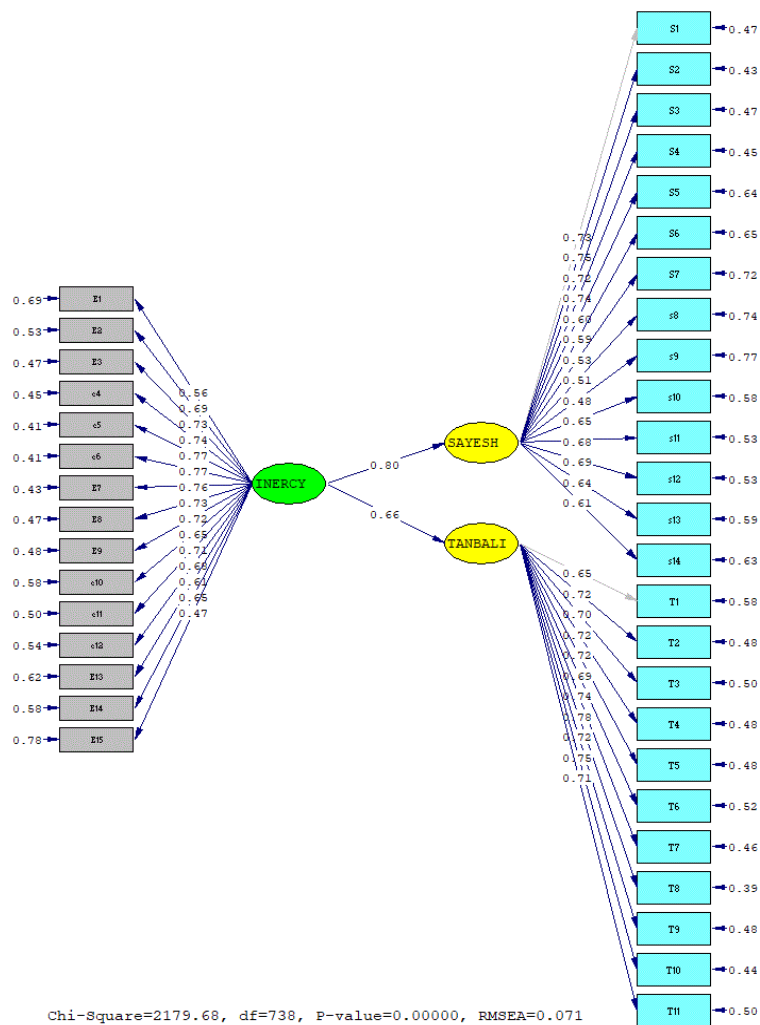 0.69 E1
0.53 E2
0.47 E3
0.45 c4
0.41 c5
0.41 c6
0.43 E7
0.47 E8
0.48 E9
0.58 c10
0.50 c11
0.54 c12
0.62 E13
0.58 E14
0.78 E15
0.56
0.69
0.73
0.74
0.77
0.77
0.76
0.73
0.72
0.65
0.71
0.68
0.61
0.65
0.47
INERCY
0.80
0.66
SAYESH
TANBALI
0.73
0.75
0.72
0.74
0.60
0.59
0.53
0.51
0.48
0.65
0.68
0.69
0.64
0.61
0.65
0.72
0.70
0.72
0.72
0.69
0.74
0.78
0.72
0.75
0.71
S1 0.47
S2 0.43
S3 0.47
S4 0.45
S5 0.64
S6 0.65
S7 0.72
s8 0.74
s9 0.77
s10 0.58
s11 0.53
s12 0.53
s13 0.59
s14 0.63
T1 0.58
T2 0.48
T3 0.50
T4 0.48
T5 0.48
T6 0.52
T7 0.46
T8 0.39
T9 0.48
T10 0.44
T11 0.50
Chi-Square=2179.68, df=738, P-value=0.00000, RMSEA=0.071